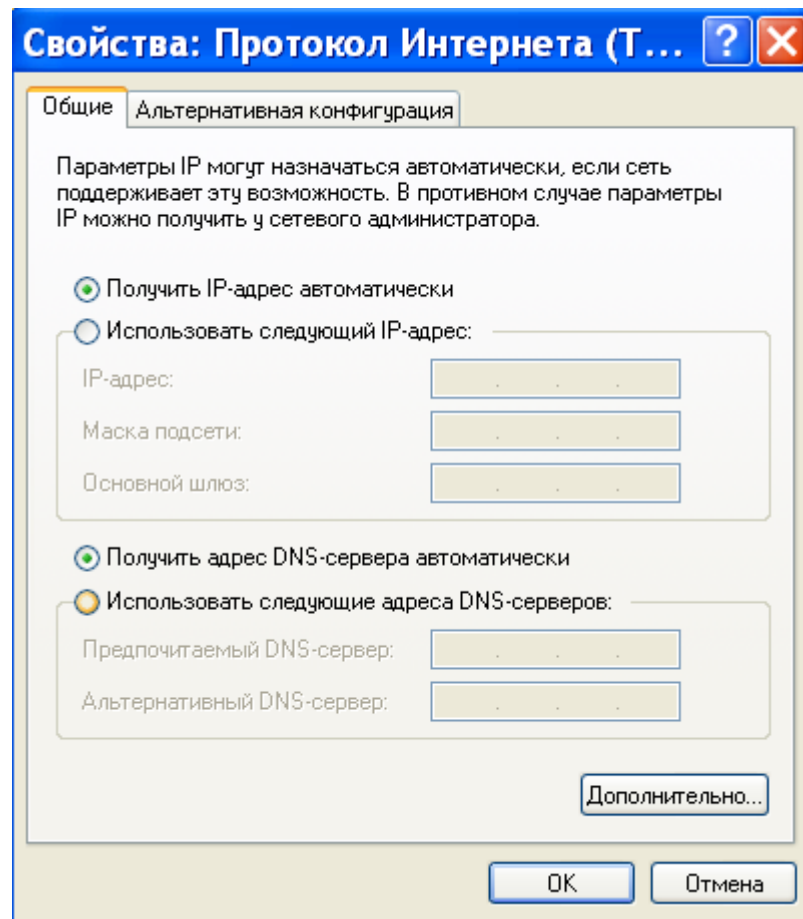 Свойства: Протокол Интернета (T...
Общие
Альтернативная конфигурация
Параметры IP могут назначаться автоматически, если сеть
поддерживает эту возможность. В противном случае параметры
IP можно получить у сетевого администратора.
Получить IP-адрес автоматически
Использовать следующий IP-адрес:
IP-адрес:
Маска подсети:
Основной шлюз:
Получить адрес DNS-сервера автоматически
Использовать следующие адреса DNS-серверов:
Предпочитаемый DNS-сервер:
Альтернативный DNS-сервер:
Дополнительно...
OK
Отмена